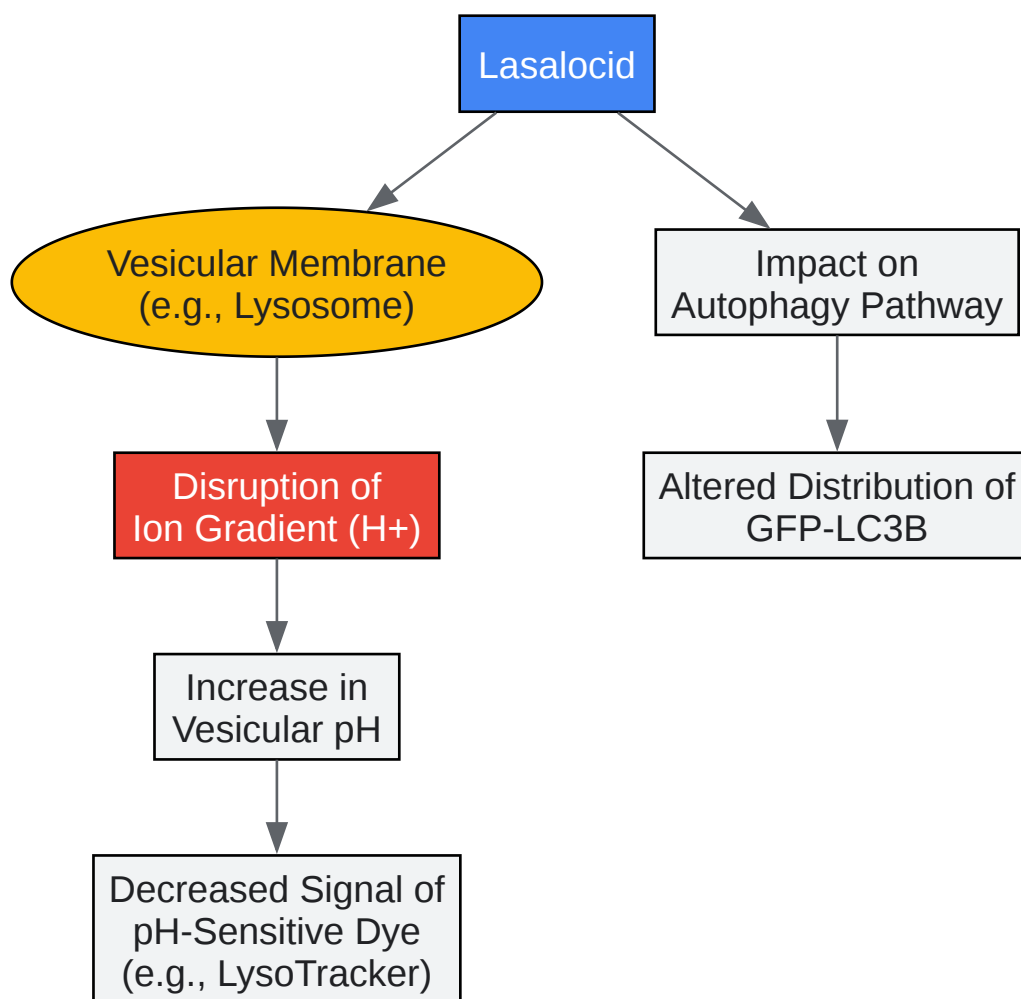 Lasalocid
Vesicular Membrane
(e.g., Lysosome)
Impact on
Autophagy Pathway
Disruption of
Ion Gradient (H+)
Altered Distribution of
GFP-LC3B
Increase in
Vesicular pH
Decreased Signal of
pH-Sensitive Dye
(e.g., LysoTracker)